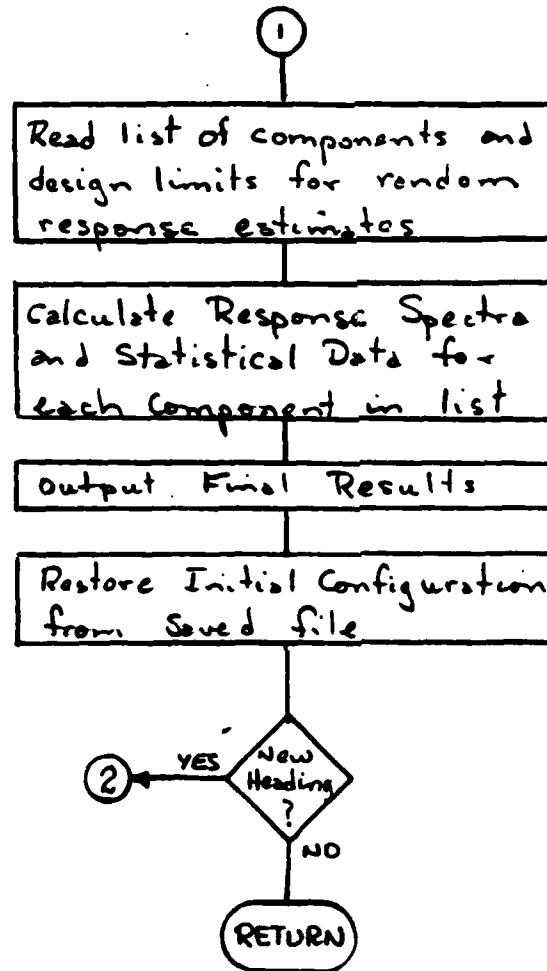 1
Read list of components and
design limits for random
response estimates
Calculate Response Spectra
and Statistical Data for
each Component in list
Output Final Results
Restore Initial Configuration
from Saved file
New
YES
2
Heading
?
NO
RETURN